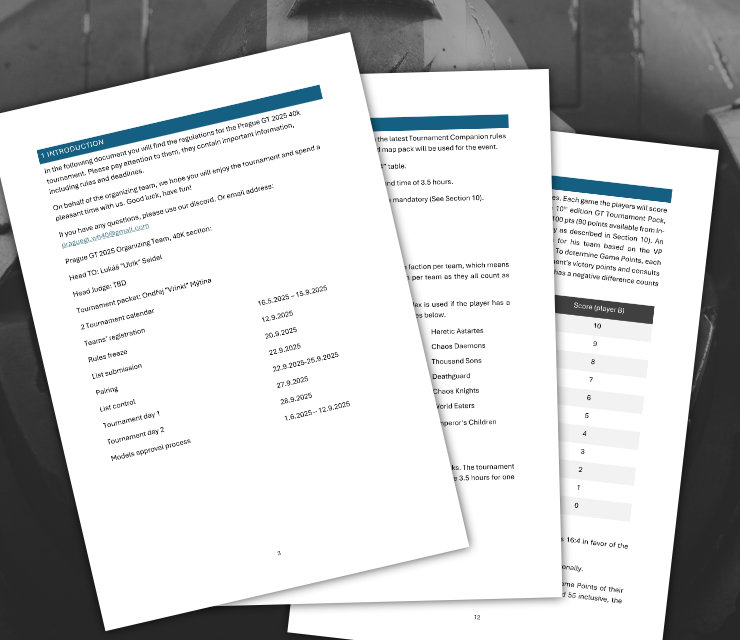 1 INTRODUCTION
In the following document you will find the regulations for the Prague GT 2025 40k
tournament. Please pay attention to them, they contain important information,
including rules and deadlines.
On behalf of the organizing team, we hope you will enjoy the tournament and spend a
pleasant time with us. Good luck, have fun!
If you have any questions, please use our discord. Or email address:
Prague GT 2025 Organizing Team, 40K section:
Head TO: Lukáš "Ulrik" Seidel
Head Judge: TBD
Tournament packet: Ondřej "Vrinki" Mýtina
2 Tournament calendar
Teams' registration 16.5.2025 – 15.9.2025
Rules freeze 12.9.2025
List submission 20.9.2025
Pairing 22.9.2025
List control 22.9.2025-25.9.2025
Tournament day 1 27.9.2025
Tournament day 2 28.9.2025
Models approval process 1.6.2025 – 12.9.2025
3
the latest Tournament Companion rules
d map pack will be used for the event.
4" table.
nd time of 3.5 hours.
mandatory (See Section 10).
faction per team, which means
per team as they all count as
lex is used if the player has a
es below.
Heretic Astartes
Chaos Daemons
Thousand Sons
Deathguard
Chaos Knights
World Eaters
mperor's Children
ks. The tournament
e 3.5 hours for one
12
es. Each game the players will score
10th edition GT Tournament Pack,
100 pts (90 points available from In-
y as described in Section 10). An
for his team based on the VP
To determine Game Points, each
ent's victory points and consults
has a negative difference counts
Score (player B)
10
9
8
7
6
5
4
3
2
1
0
s 16:4 in favor of the
onally.
ame Points of their
d 55 inclusive, the